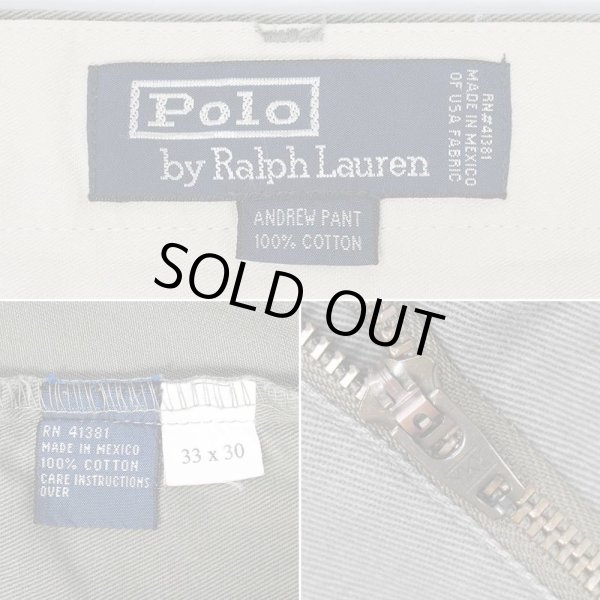 Polo
by Ralph Lauren
RN#41381
MADE IN MEXICO
OF USA FABRIC
ANDREW PANT
100% COTTON
SOLD OUT
RN 41381
MADE IN MEXICO
100% COTTON
CARE INSTRUCTIONS
OVER
33 x 30